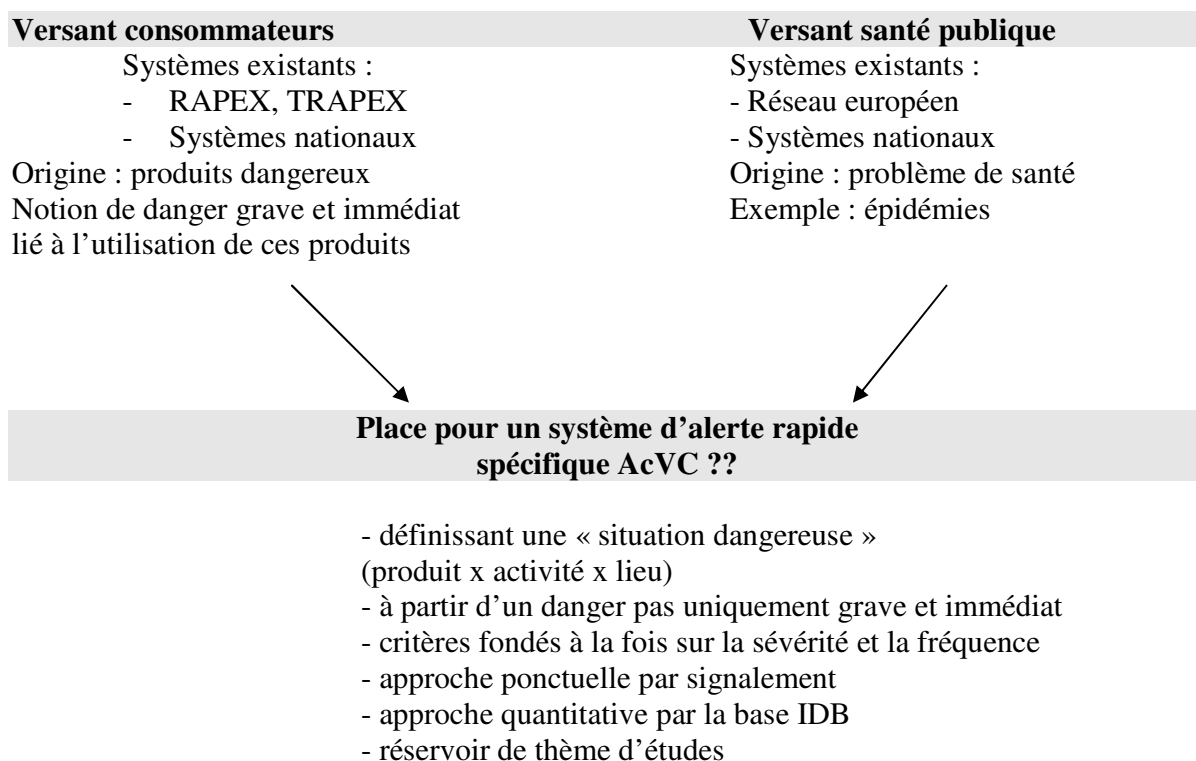 Versant consommateurs
Systèmes existants :
- RAPEX, TRAPEX
- Systèmes nationaux
Origine : produits dangereux
Notion de danger grave et immédiat
lié à l’utilisation de ces produits
Versant santé publique
Systèmes existants :
- Réseau européen
- Systèmes nationaux
Origine : problème de santé
Exemple : épidémies
Place pour un système d’alerte rapide
spécifique AcVC ??
- définissant une « situation dangereuse »
(produit x activité x lieu)
- à partir d’un danger pas uniquement grave et immédiat
- critères fondés à la fois sur la sévérité et la fréquence
- approche ponctuelle par signalement
- approche quantitative par la base IDB
- réservoir de thème d’études